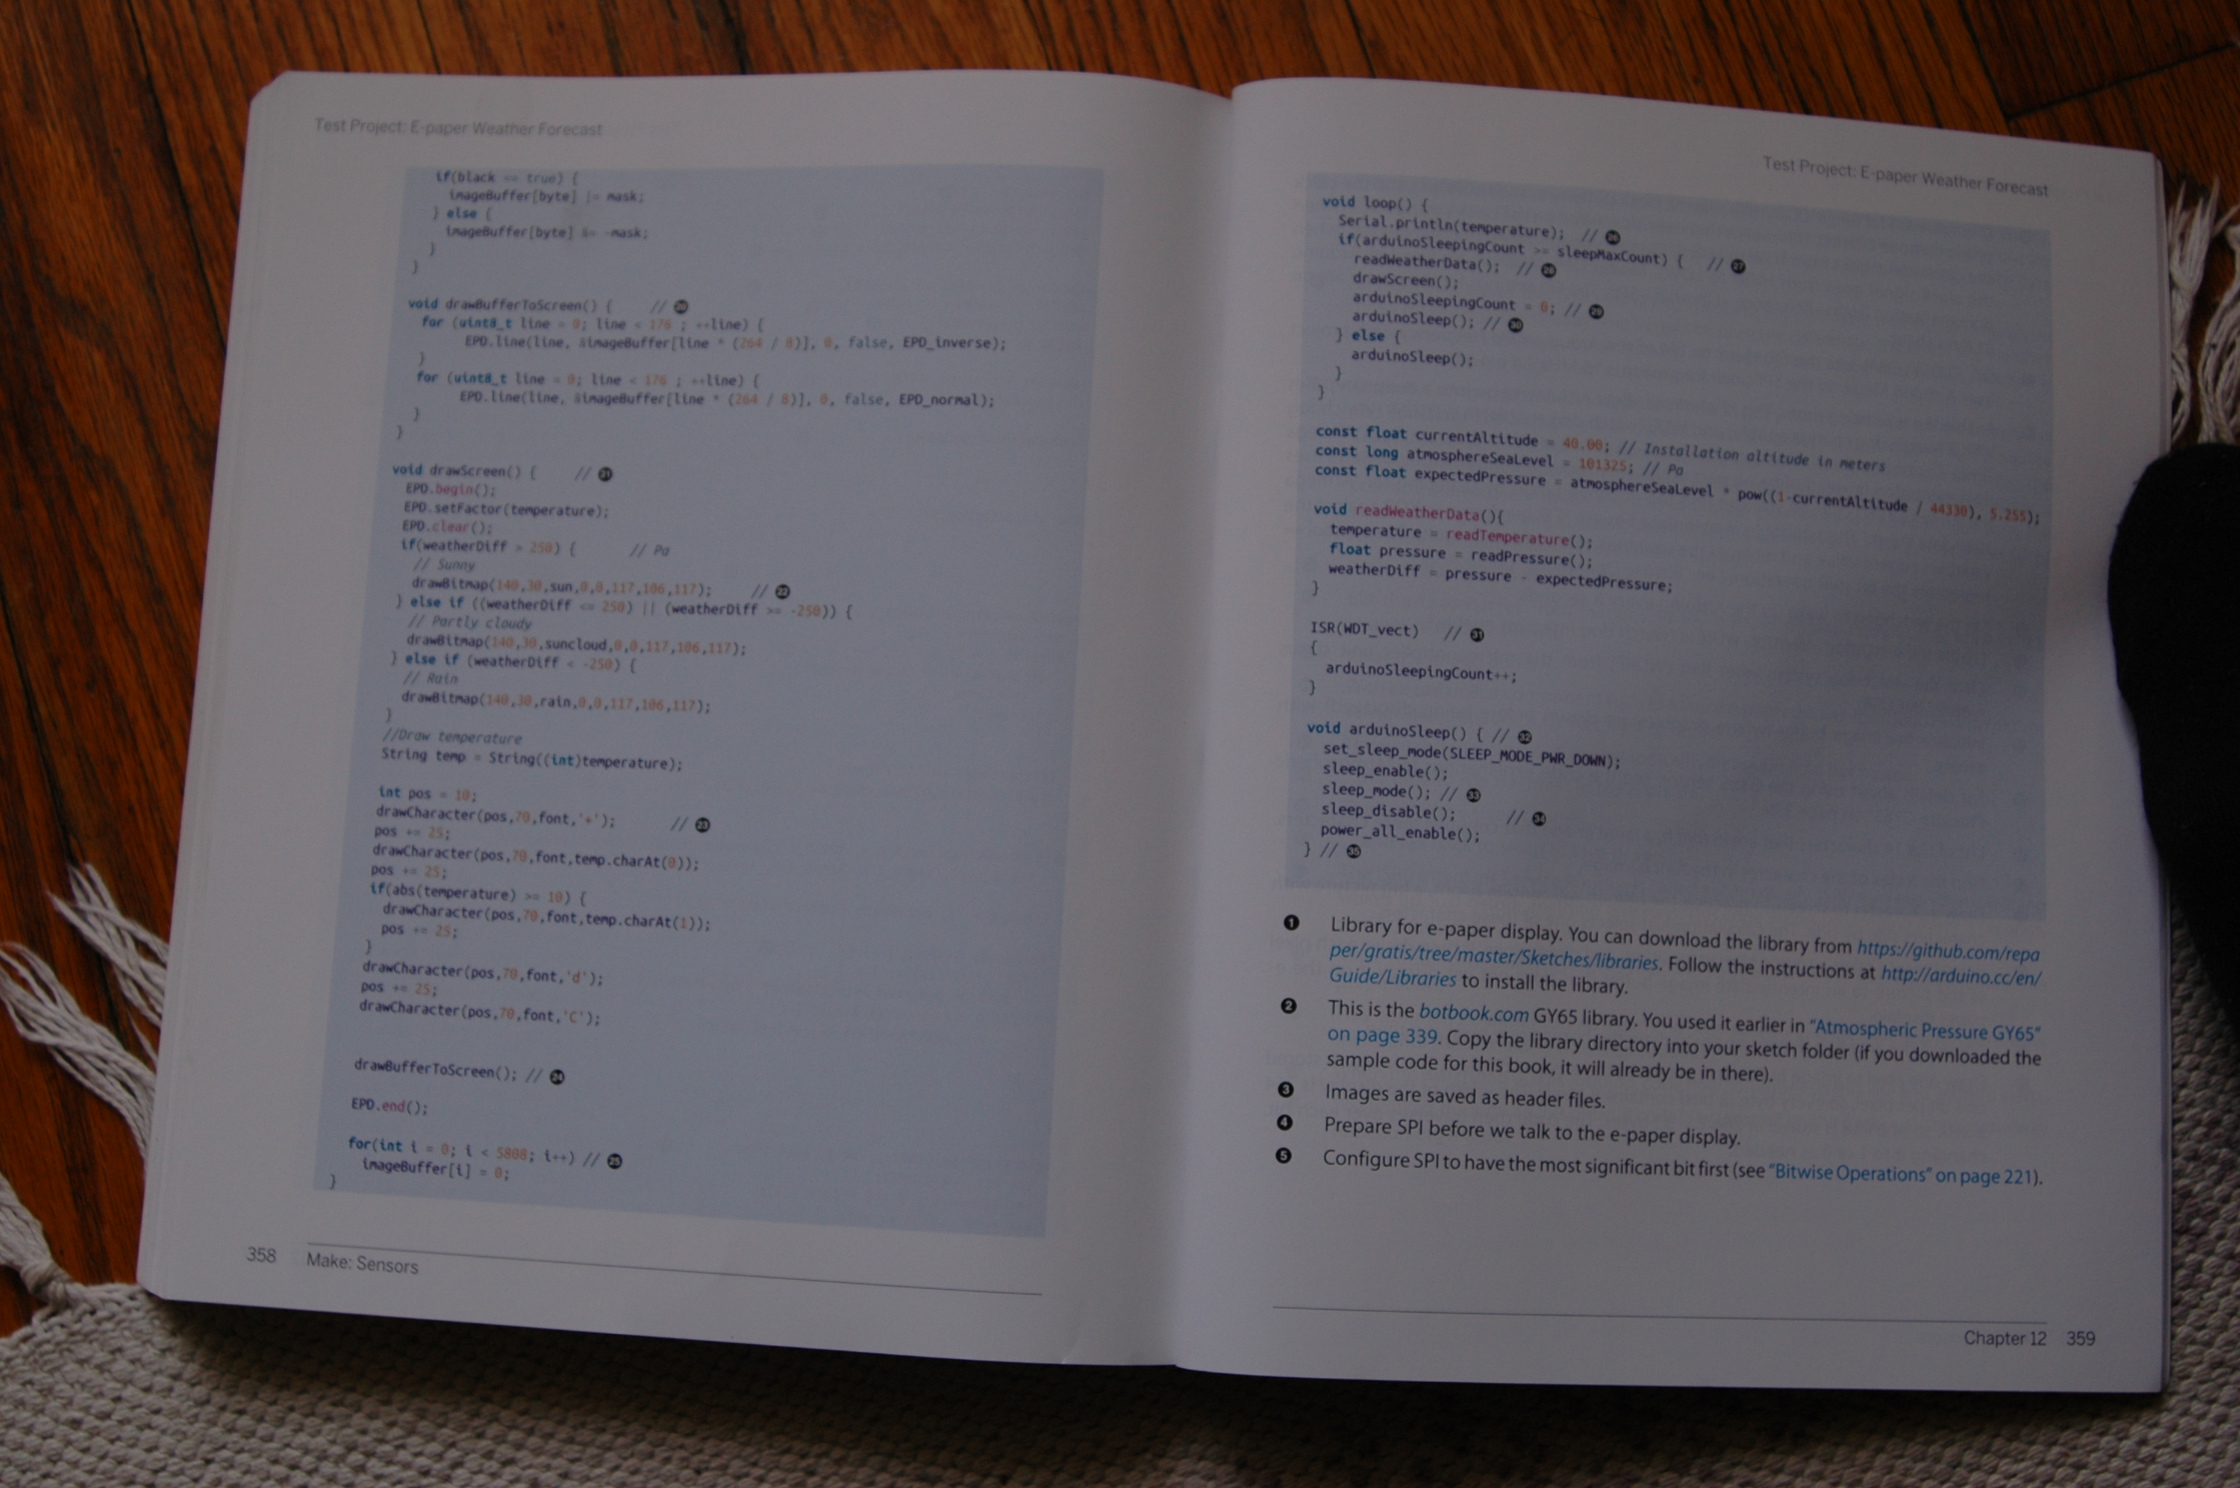 Test Project: E-paper Weather Forecast
if(black == true) {
imageBuffer[byte] |= mask;
} else {
imageBuffer[byte] &= ~mask;
}
}
void drawBufferToScreen() { // 20
for (uint8_t line = 0; line < 176 ; ++line) {
EPD.line(line, &imageBuffer[line * (264 / 8)], 0, false, EPD_inverse);
}
for (uint8_t line = 0; line < 176 ; ++line) {
EPD.line(line, &imageBuffer[line * (264 / 8)], 0, false, EPD_normal);
}
}
void drawScreen() { // 21
EPD.begin();
EPD.setFactor(temperature);
EPD.clear();
if(weatherDiff > 250) { // Pa
// Sunny
drawBitmap(140,30,sun,0,0,117,106,117); // 22
} else if ((weatherDiff <= 250) || (weatherDiff >= -250)) {
// Partly cloudy
drawBitmap(140,30,suncloud,0,0,117,106,117);
} else if (weatherDiff < -250) {
// Rain
drawBitmap(140,30,rain,0,0,117,106,117);
}
//Draw temperature
String temp = String((int)temperature);
int pos = 10;
drawCharacter(pos,70,font,'+'); // 23
pos += 25;
drawCharacter(pos,70,font,temp.charAt(0));
pos += 25;
if(abs(temperature) >= 10) {
drawCharacter(pos,70,font,temp.charAt(1));
pos += 25;
}
drawCharacter(pos,70,font,'d');
pos += 25;
drawCharacter(pos,70,font,'C');
drawBufferToScreen(); // 24
EPD.end();
for(int i = 0; i < 5808; i++) // 25
imageBuffer[i] = 0;
}
358 Make: Sensors
Test Project: E-paper Weather Forecast
void loop() {
Serial.println(temperature); // 26
if(arduinoSleepingCount >= sleepMaxCount) { // 27
readWeatherData(); // 28
drawScreen();
arduinoSleepingCount = 0; // 29
arduinoSleep(); // 30
} else {
arduinoSleep();
}
}
const float currentAltitude = 40.00; // Installation altitude in meters
const long atmosphereSeaLevel = 101325; // Pa
const float expectedPressure = atmosphereSeaLevel * pow((1-currentAltitude / 44330), 5.255);
void readWeatherData(){
temperature = readTemperature();
float pressure = readPressure();
weatherDiff = pressure - expectedPressure;
}
ISR(WDT_vect) // 31
{
arduinoSleepingCount++;
}
void arduinoSleep() { // 32
set_sleep_mode(SLEEP_MODE_PWR_DOWN);
sleep_enable();
sleep_mode(); // 33
sleep_disable();
power_all_enable(); // 34
} // 35
1 Library for e-paper display. You can download the library from https://github.com/repa
per/gratis/tree/master/Sketches/libraries. Follow the instructions at http://arduino.cc/en/
Guide/Libraries to install the library.
2 This is the botbook.com GY65 library. You used it earlier in "Atmospheric Pressure GY65"
on page 339. Copy the library directory into your sketch folder (if you downloaded the
sample code for this book, it will already be in there).
3 Images are saved as header files.
4 Prepare SPI before we talk to the e-paper display.
5 Configure SPI to have the most significant bit first (see "Bitwise Operations" on page 221).
Chapter 12 359